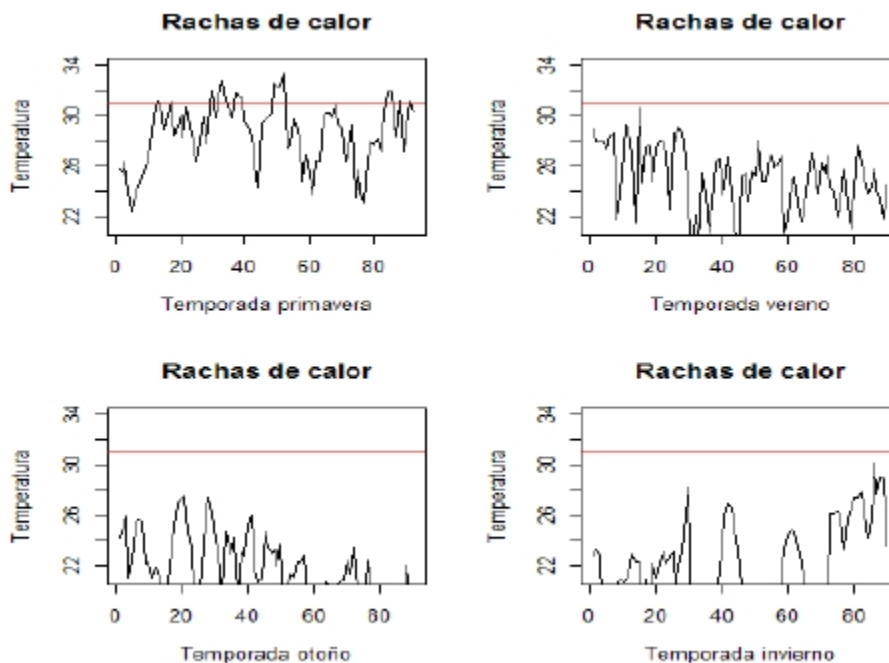 Rachas de calor
Temperatura
34
30
26
22
0 20 40 60 80
Temporada primavera
Rachas de calor
Temperatura
34
30
26
22
0 20 40 60 80
Temporada verano
Rachas de calor
Temperatura
34
30
26
22
0 20 40 60 80
Temporada otoño
Rachas de calor
Temperatura
34
30
26
22
0 20 40 60 80
Temporada invierno